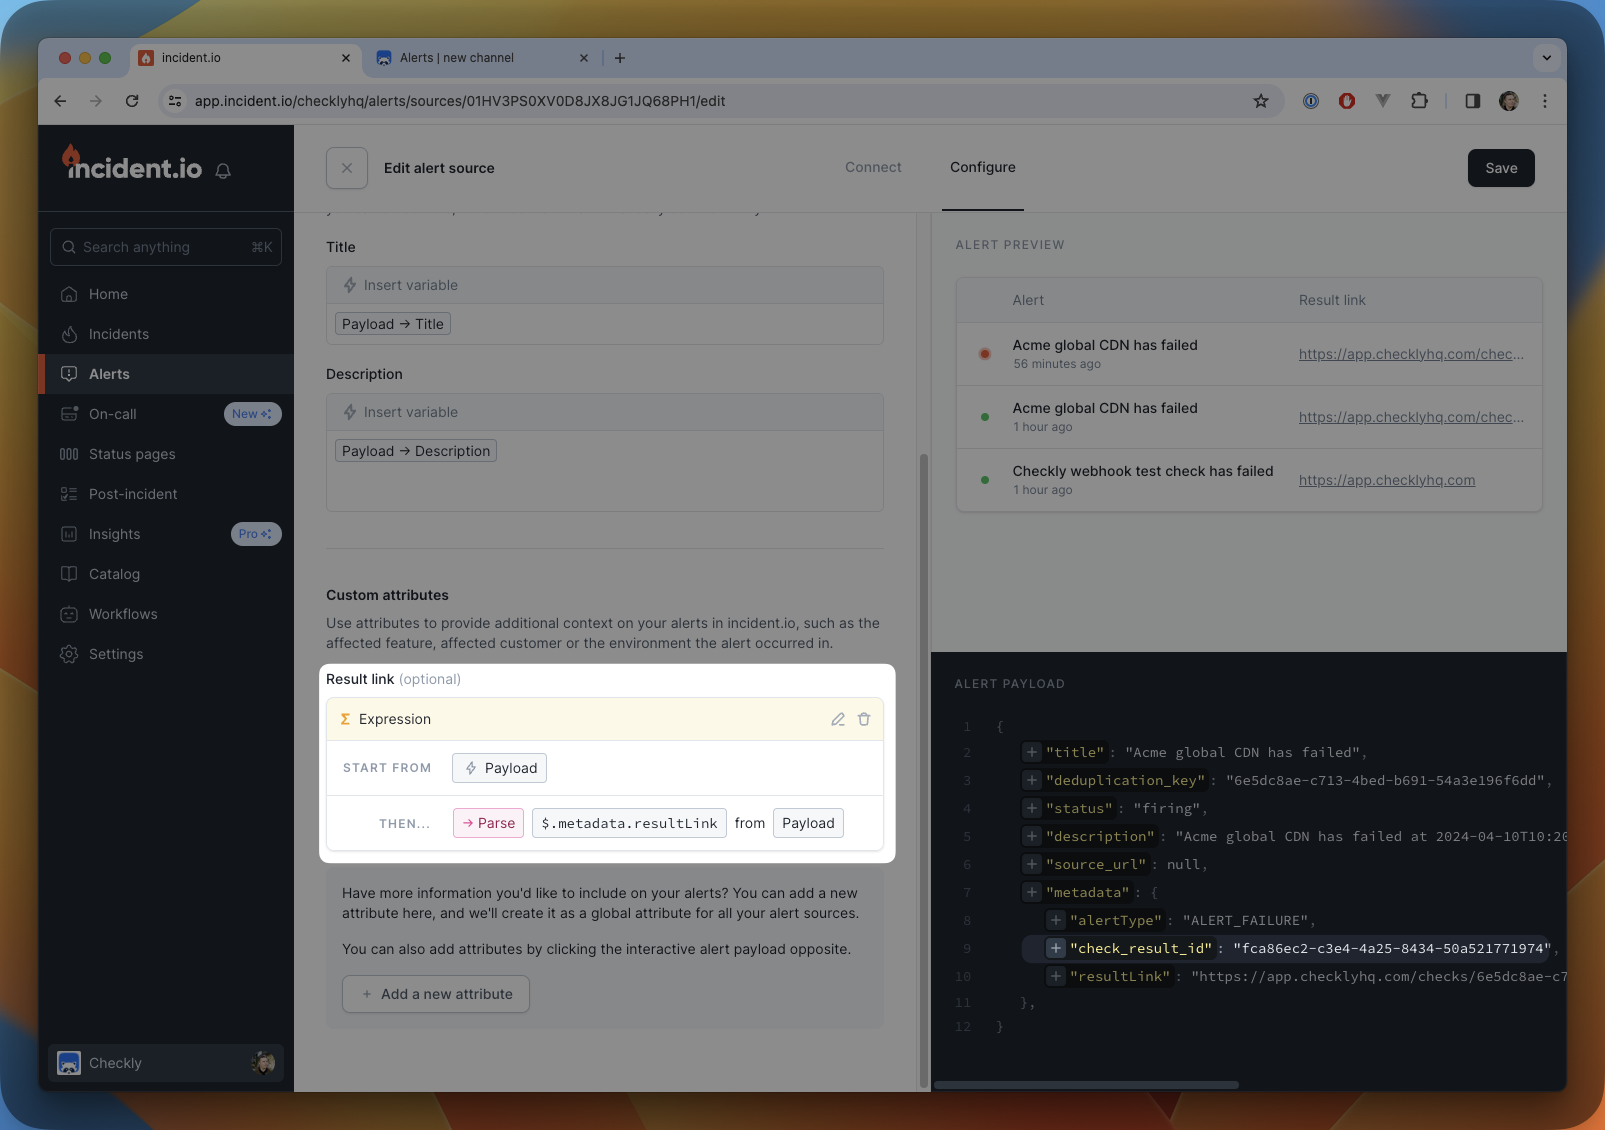 incident.io
Alerts | new channel
app.incident.io/checklyhq/alerts/sources/01HV3PS0XV0D8JX8JG1JQ68PH1/edit
incident.io
Search anything ⌘K
Home
Incidents
Alerts
On-call New
Status pages
Post-incident
Insights Pro
Catalog
Workflows
Settings
Checkly
Edit alert source
Connect
Configure
Save
Title
Insert variable
Payload → Title
Description
Insert variable
Payload → Description
Custom attributes
Use attributes to provide additional context on your alerts in incident.io, such as the
affected feature, affected customer or the environment the alert occurred in.
Result link (optional)
Σ Expression
START FROM Payload
THEN... → Parse $.metadata.resultLink from Payload
Have more information you'd like to include on your alerts? You can add a new
attribute here, and we'll create it as a global attribute for all your alert sources.
You can also add attributes by clicking the interactive alert payload opposite.
+ Add a new attribute
ALERT PREVIEW
Alert Result link
Acme global CDN has failed
56 minutes ago
https://app.checklyhq.com/chec...
Acme global CDN has failed
1 hour ago
https://app.checklyhq.com/chec...
Checkly webhook test check has failed
1 hour ago
https://app.checklyhq.com
ALERT PAYLOAD
1 {
2 + "title": "Acme global CDN has failed",
3 + "deduplication_key": "6e5dc8ae-c713-4bed-b691-54a3e196f6dd",
4 + "status": "firing",
5 + "description": "Acme global CDN has failed at 2024-04-10T10:20
6 + "source_url": null,
7 + "metadata": {
8 + "alertType": "ALERT_FAILURE",
9 + "check_result_id": "fca86ec2-c3e4-4a25-8434-50a521771974",
10 + "resultLink": "https://app.checklyhq.com/checks/6e5dc8ae-c7
11 },
12 }